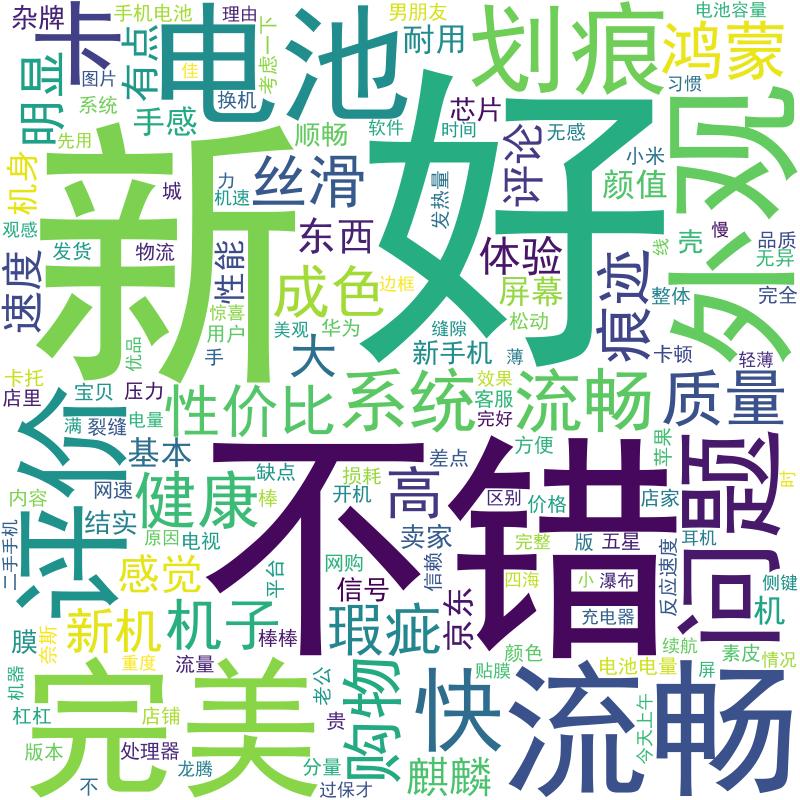 杂牌
卡
手机电池
理由
男朋友
电池容量
电池
划痕
鸿蒙
明显
有点
图片
佳
考虑一下
耐用
习惯
系统
换机
芯片
外观
先用
手感
顺畅
软件
时间
无感
评论
小米
新
好
机身
城
力
机速
丝滑
发热量
颜值
慢
观感
发货
物流
东西
体验
线
壳
品质
无异
速度
性能
成色
边框
屏幕
痕迹
整体
完全
优品
惊喜
用户
美观
华为
缝隙
松动
手
大
新手机
薄
卡顿
轻薄
卡托
店里
宝贝
压力
性价比
系统
效果
客服
完好
流畅
质量
满
裂缝
电量
评价
基本
缺点
损耗
差点
不错
方便
苹果
问题
内容
网速
健康
棒
开机
高
区别
价格
店家
时
二手手机
结实
原因
电视
网购
卖家
信赖
完整
版
五星
耳机
反应速度
感觉
平台
信号
四海
小
瀑布
侧键
膜
奈斯
新机
机子
棒棒
瑕疵
京东
充电器
机
机器
重度
流量
老公
购物
贴膜
颜色
电池电量
续航
屏
素皮
情况
完美
杠杠
店铺
贵
快
流畅
今天上午
版本
处理器
不
龙腾
分量
过保才
麒麟